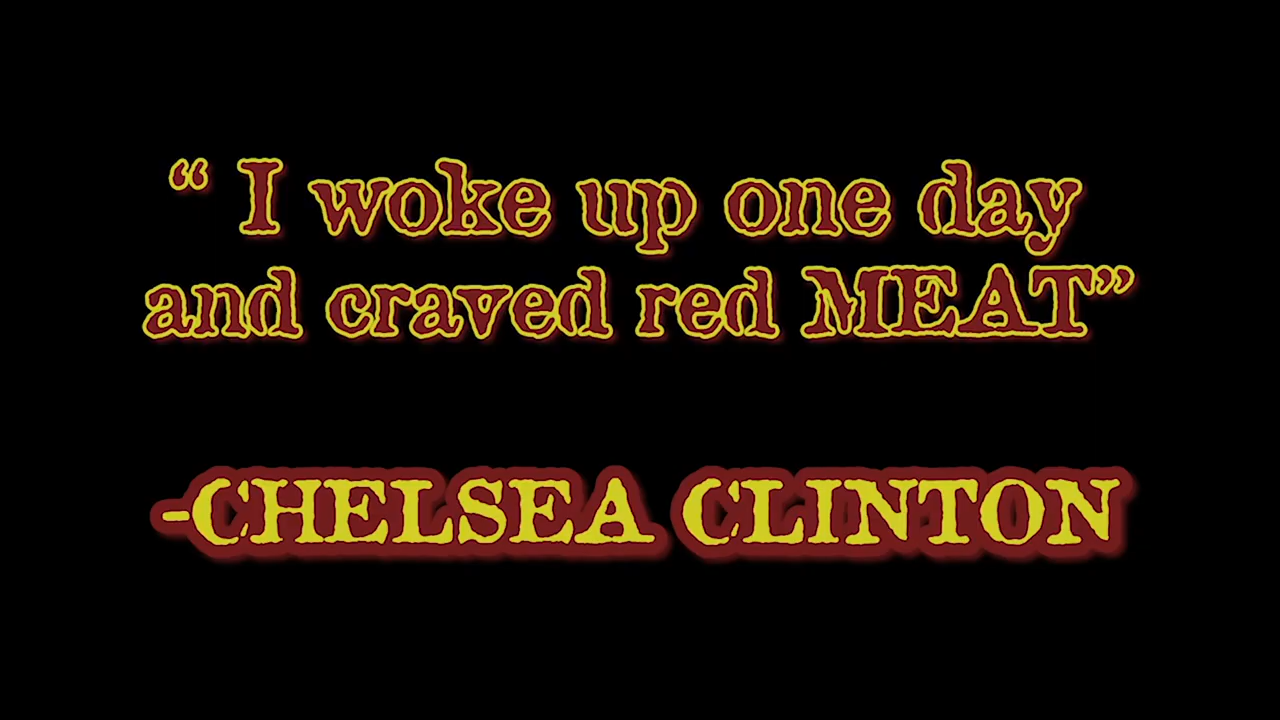 “ I woke up one day
and craved red MEAT”
-CHELSEA CLINTON